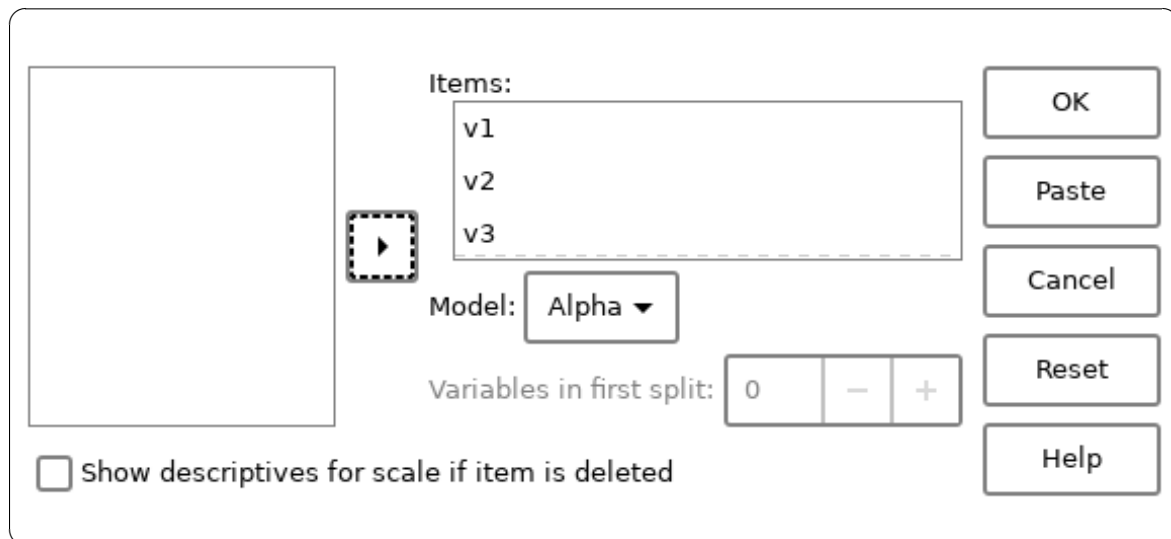 Items:
v1
v2
v3
Model: Alpha
Variables in first split: 0 − +
Show descriptives for scale if item is deleted
OK
Paste
Cancel
Reset
Help